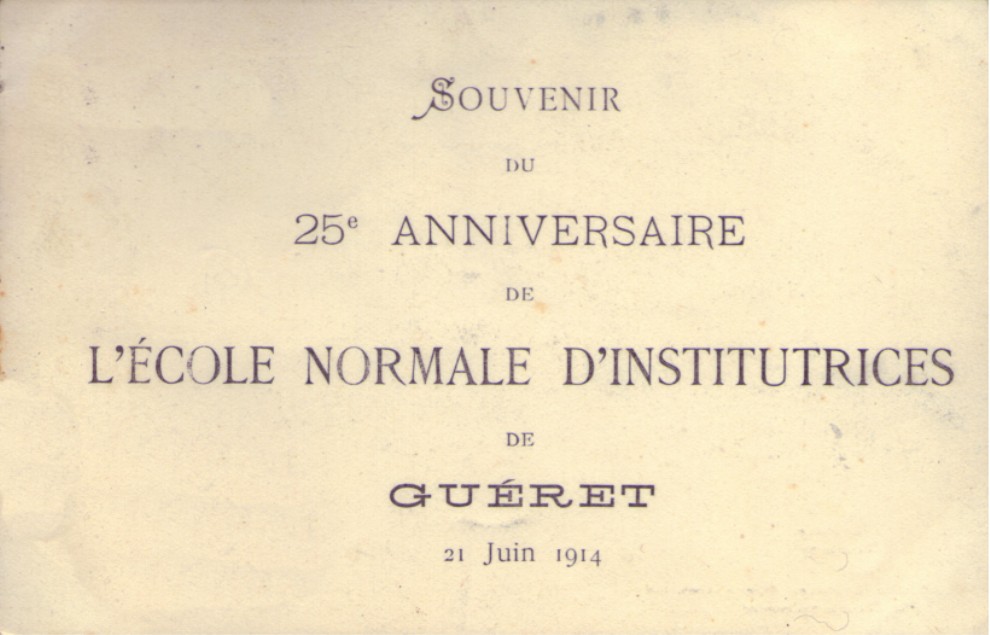 SOUVENIR
DU
25e ANNIVERSAIRE
DE
L'ÉCOLE NORMALE D'INSTITUTRICES
DE
GUÉRET
21 Juin 1914